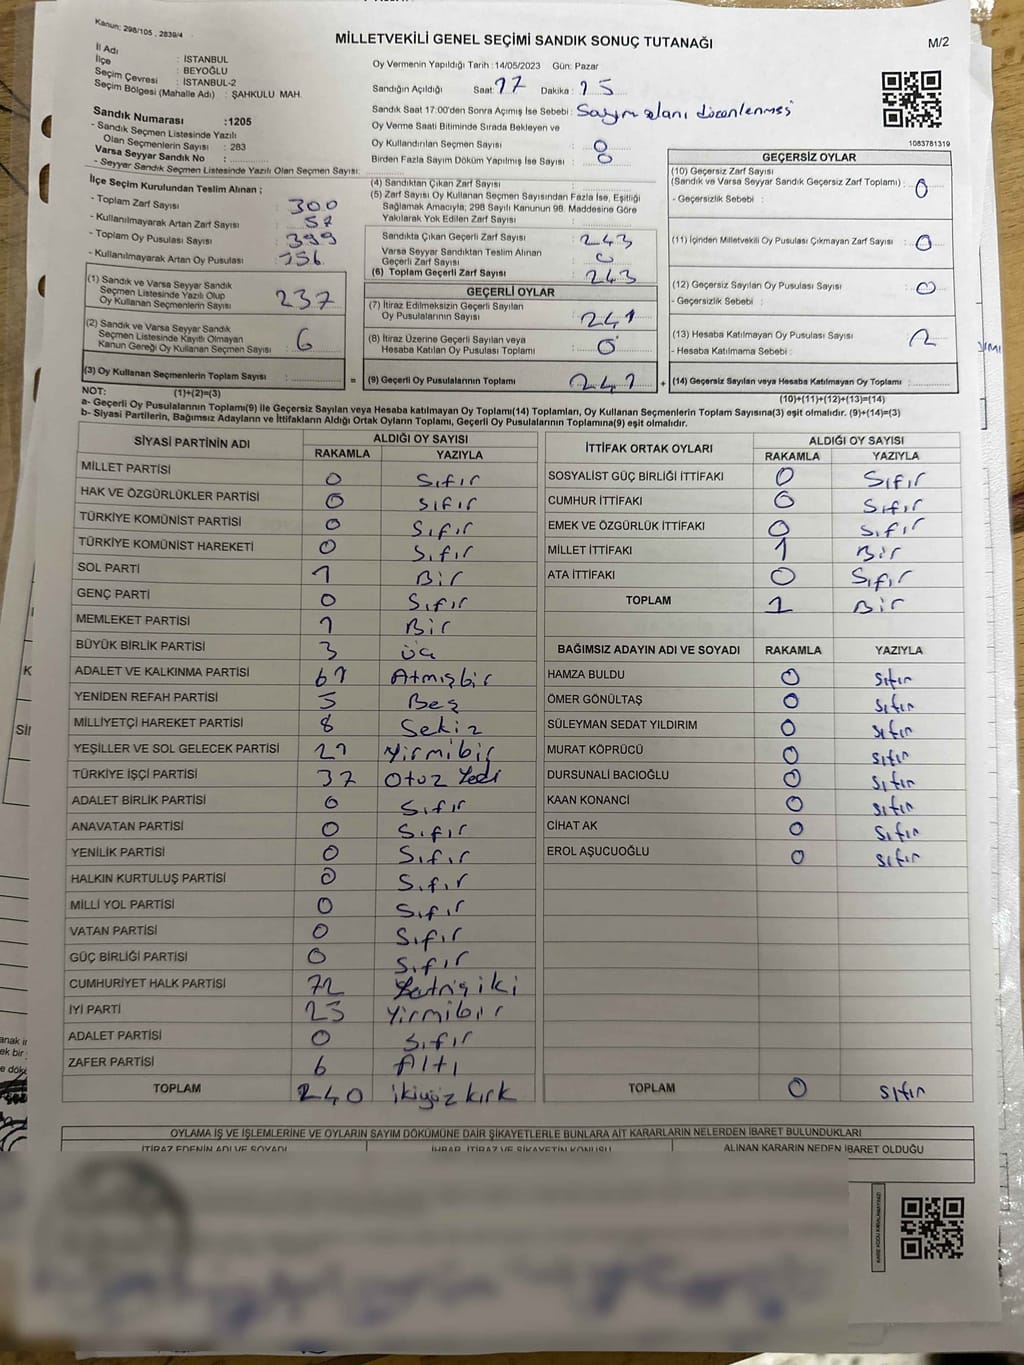 Kanun: 298/105 , 2839/4
MİLLETVEKİLİ GENEL SEÇİMİ SANDIK SONUÇ TUTANAĞI
M/2
İl Adı : İSTANBUL
İlçe : BEYOĞLU
Seçim Çevresi : İSTANBUL-2
Seçim Bölgesi (Mahalle Adı) : ŞAHKULU MAH.
Oy Vermenin Yapıldığı Tarih :14/05/2023 Gün: Pazar
Sandığın Açıldığı Saat: 17 Dakika : 15
Sandık Saat 17:00'den Sonra Açımış İse Sebebi : Sayım alanı düzenlenmesi
Oy Verme Saati Bitiminde Sırada Bekleyen ve
Oy Kullandırılan Seçmen Sayısı : 0
Birden Fazla Sayım Döküm Yapılmış İse Sayısı : 0
1083781319
Sandık Numarası :1205
- Sandık Seçmen Listesinde Yazılı
Olan Seçmenlerin Sayısı : 283
Varsa Seyyar Sandık No :
- Seyyar Sandık Seçmen Listesinde Yazılı Olan Seçmen Sayısı:
İlçe Seçim Kurulundan Teslim Alınan ;
- Toplam Zarf Sayısı : 300
- Kullanılmayarak Artan Zarf Sayısı : 57
- Toplam Oy Pusulası Sayısı : 399
- Kullanılmayarak Artan Oy Pusulası : 156
(1) Sandık ve Varsa Seyyar Sandık
Seçmen Listesinde Yazılı Olup
Oy Kullanan Seçmenlerin Sayısı : 237
(2) Sandık ve Varsa Seyyar Sandık
Seçmen Listesinde Kayıtlı Olmayan
Kanun Gereği Oy Kullanan Seçmen Sayısı : 6
(3) Oy Kullanan Seçmenlerin Toplam Sayısı :
(1)+(2)=(3)
(4) Sandıktan Çıkan Zarf Sayısı :
(5) Zarf Sayısı Oy Kullanan Seçmen Sayısından Fazla İse, Eşitliği
Sağlamak Amacıyla; 298 Sayılı Kanunun 98. Maddesine Göre
Yakılarak Yok Edilen Zarf Sayısı :
Sandıkta Çıkan Geçerli Zarf Sayısı : 243
Varsa Seyyar Sandıktan Teslim Alınan
Geçerli Zarf Sayısı : 0
(6) Toplam Geçerli Zarf Sayısı : 243
GEÇERLİ OYLAR
(7) İtiraz Edilmeksizin Geçerli Sayılan
Oy Pusulalarının Sayısı : 241
(8) İtiraz Üzerine Geçerli Sayılan veya
Hesaba Katılan Oy Pusulası Toplamı : 0
= (9) Geçerli Oy Pusulalarının Toplamı : 241 +
GEÇERSİZ OYLAR
(10) Geçersiz Zarf Sayısı
(Sandık ve Varsa Seyyar Sandık Geçersiz Zarf Toplamı) : 0
- Geçersizlik Sebebi :
(11) İçinden Milletvekili Oy Pusulası Çıkmayan Zarf Sayısı : 0
(12) Geçersiz Sayılan Oy Pusulası Sayısı : 0
- Geçersizlik Sebebi :
(13) Hesaba Katılmayan Oy Pusulası Sayısı : 2
- Hesaba Katılmama Sebebi :
(14) Geçersiz Sayılan veya Hesaba Katılmayan Oy Toplamı :
(10)+(11)+(12)+(13)=(14)
NOT:
a- Geçerli Oy Pusulalarının Toplamı(9) ile Geçersiz Sayılan veya Hesaba katılmayan Oy Toplamı(14) Toplamları, Oy Kullanan Seçmenlerin Toplam Sayısına(3) eşit olmalıdır. (9)+(14)=(3)
b- Siyasi Partilerin, Bağımsız Adayların ve İttifakların Aldığı Ortak Oyların Toplamı, Geçerli Oy Pusulalarının Toplamına(9) eşit olmalıdır.
SİYASİ PARTİNİN ADI ALDIĞI OY SAYISI
RAKAMLA YAZIYLA
MİLLET PARTİSİ 0 Sıfır
HAK VE ÖZGÜRLÜKLER PARTİSİ 0 Sıfır
TÜRKİYE KOMÜNİST PARTİSİ 0 Sıfır
TÜRKİYE KOMÜNİST HAREKETİ 0 Sıfır
SOL PARTİ 1 Bir
GENÇ PARTİ 0 Sıfır
MEMLEKET PARTİSİ 1 Bir
BÜYÜK BİRLİK PARTİSİ 3 üç
ADALET VE KALKINMA PARTİSİ 61 Atmışbir
YENİDEN REFAH PARTİSİ 5 Beş
MİLLİYETÇİ HAREKET PARTİSİ 8 Sekiz
YEŞİLLER VE SOL GELECEK PARTİSİ 21 Yirmibir
TÜRKİYE İŞÇİ PARTİSİ 37 Otuz Yedi
ADALET BİRLİK PARTİSİ 0 Sıfır
ANAVATAN PARTİSİ 0 Sıfır
YENİLİK PARTİSİ 0 Sıfır
HALKIN KURTULUŞ PARTİSİ 0 Sıfır
MİLLİ YOL PARTİSİ 0 Sıfır
VATAN PARTİSİ 0 Sıfır
GÜÇ BİRLİĞİ PARTİSİ 0 Sıfır
CUMHURİYET HALK PARTİSİ 72 iki
İYİ PARTİ 25 Yirmibir
ADALET PARTİSİ 0 Sıfır
ZAFER PARTİSİ 6 Altı
TOPLAM 240 ikiyüz kırk
İTTİFAK ORTAK OYLARI ALDIĞI OY SAYISI
RAKAMLA YAZIYLA
SOSYALİST GÜÇ BİRLİĞİ İTTİFAKI 0 Sıfır
CUMHUR İTTİFAKI 0 Sıfır
EMEK VE ÖZGÜRLÜK İTTİFAKI 0 Sıfır
MİLLET İTTİFAKI 1 Bir
ATA İTTİFAKI 0 Sıfır
TOPLAM 1 Bir
BAĞIMSIZ ADAYIN ADI VE SOYADI RAKAMLA YAZIYLA
HAMZA BULDU 0 sıfır
ÖMER GÖNÜLTAŞ 0 sıfır
SÜLEYMAN SEDAT YILDIRIM 0 sıfır
MURAT KÖPRÜCÜ 0 sıfır
DURSUNALİ BACIOĞLU 0 sıfır
KAAN KONANCİ 0 sıfır
CİHAT AK 0 sıfır
EROL AŞUCUOĞLU 0 sıfır
TOPLAM 0 sıfır
OYLAMA İŞ VE İŞLEMLERİNE VE OYLARIN SAYIM DÖKÜMÜNE DAİR ŞİKAYETLERLE BUNLARA AİT KARARLARIN NELERDEN İBARET BULUNDUKLARI
İTİRAZ EDENİN ADI VE SOYADI İHBAR, İTİRAZ VE ŞİKAYETİN KONUSU ALINAN KARARIN NEDEN İBARET OLDUĞU